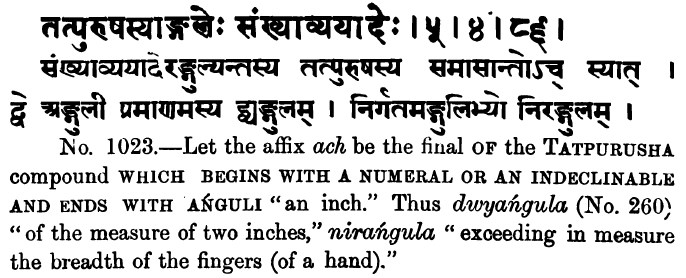 तत्पुरुषस्याङ्गुलेः संख्याव्ययादेः । ५ । ४ । ८६ ।
संख्याव्ययादेरङ्गुल्यन्तस्य तत्पुरुषस्य समासान्तोऽच् स्यात् ।
द्वे अङ्गुली प्रमाणमस्य द्व्यङ्गुलम् । निर्गतमङ्गुलिभ्यो निरङ्गुलम् ।
No. 1023.—Let the affix ach be the final OF the TATPURUSHA
compound WHICH BEGINS WITH A NUMERAL OR AN INDECLINABLE
AND ENDS WITH AŃGULI “an inch.” Thus dwyańgula (No. 260)
“of the measure of two inches,” nirańgula “exceeding in measure
the breadth of the fingers (of a hand).”